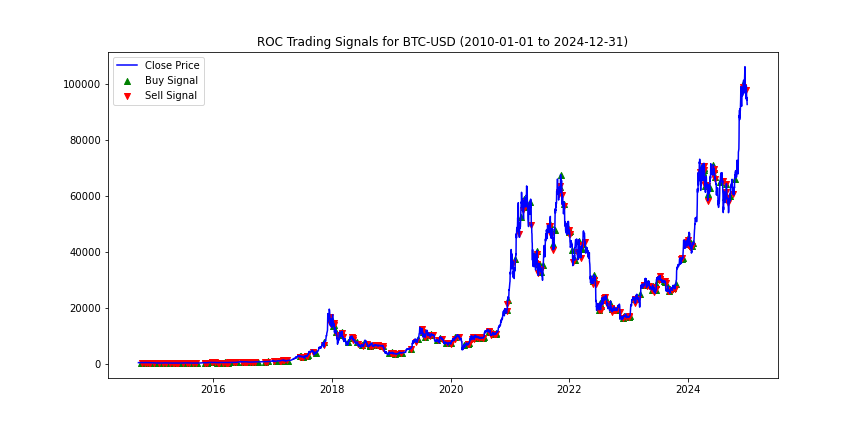 ROC Trading Signals for BTC-USD (2010-01-01 to 2024-12-31)
Close Price
Buy Signal
Sell Signal
100000
80000
60000
40000
20000
0
2016 2018 2020 2022 2024